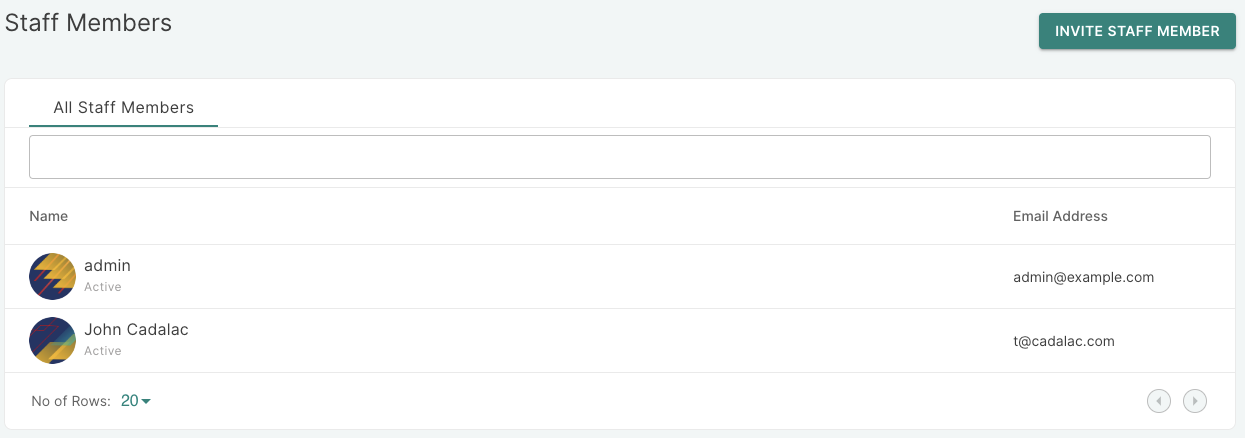 Staff Members
INVITE STAFF MEMBER
All Staff Members
Name Email Address
admin
Active
admin@example.com
John Cadalac
Active
t@cadalac.com
No of Rows: 20